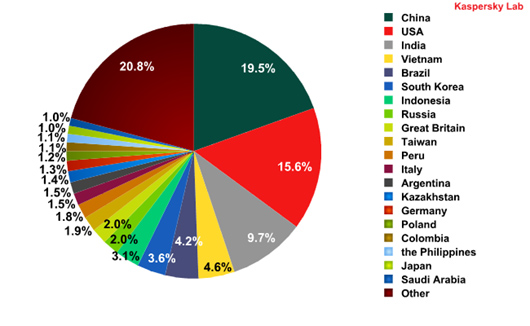 Kaspersky Lab
20.8%
19.5%
15.6%
9.7%
4.6%
4.2%
3.6%
3.1%
2.0%
2.0%
1.9%
1.8%
1.5%
1.5%
1.4%
1.3%
1.2%
1.1%
1.1%
1.0%
1.0%
China
USA
India
Vietnam
Brazil
South Korea
Indonesia
Russia
Great Britain
Taiwan
Peru
Italy
Argentina
Kazakhstan
Germany
Poland
Colombia
the Philippines
Japan
Saudi Arabia
Other